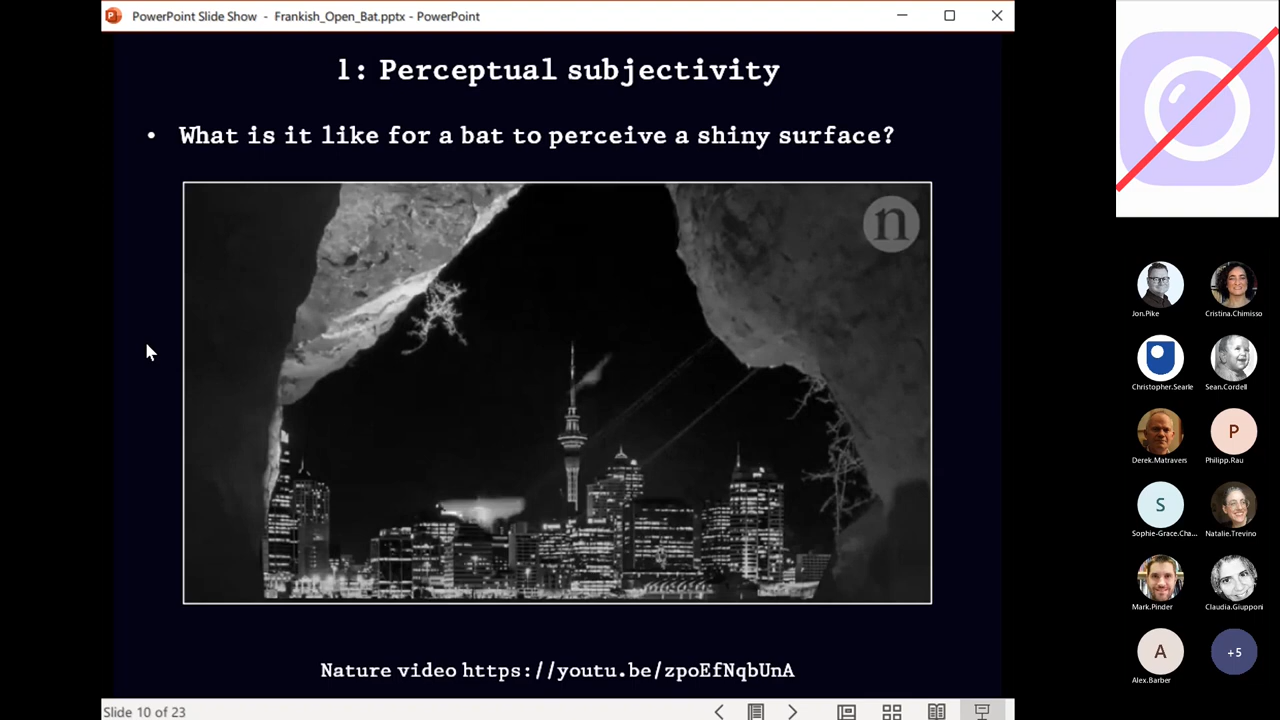 PowerPoint Slide Show - Frankish_Open_Bat.pptx - PowerPoint
1: Perceptual subjectivity
• What is it like for a bat to perceive a shiny surface?
n
Nature video https://youtu.be/zpoEfNqbUnA
Slide 10 of 23
Jon.Pike
Cristina.Chimisso
Christopher.Searle
Sean.Cordell
Derek.Matravers
P
Philipp.Rau
S
Sophie-Grace.Cha...
Natalie.Trevino
Mark.Pinder
Claudia.Giupponi
A
Alex.Barber
+5